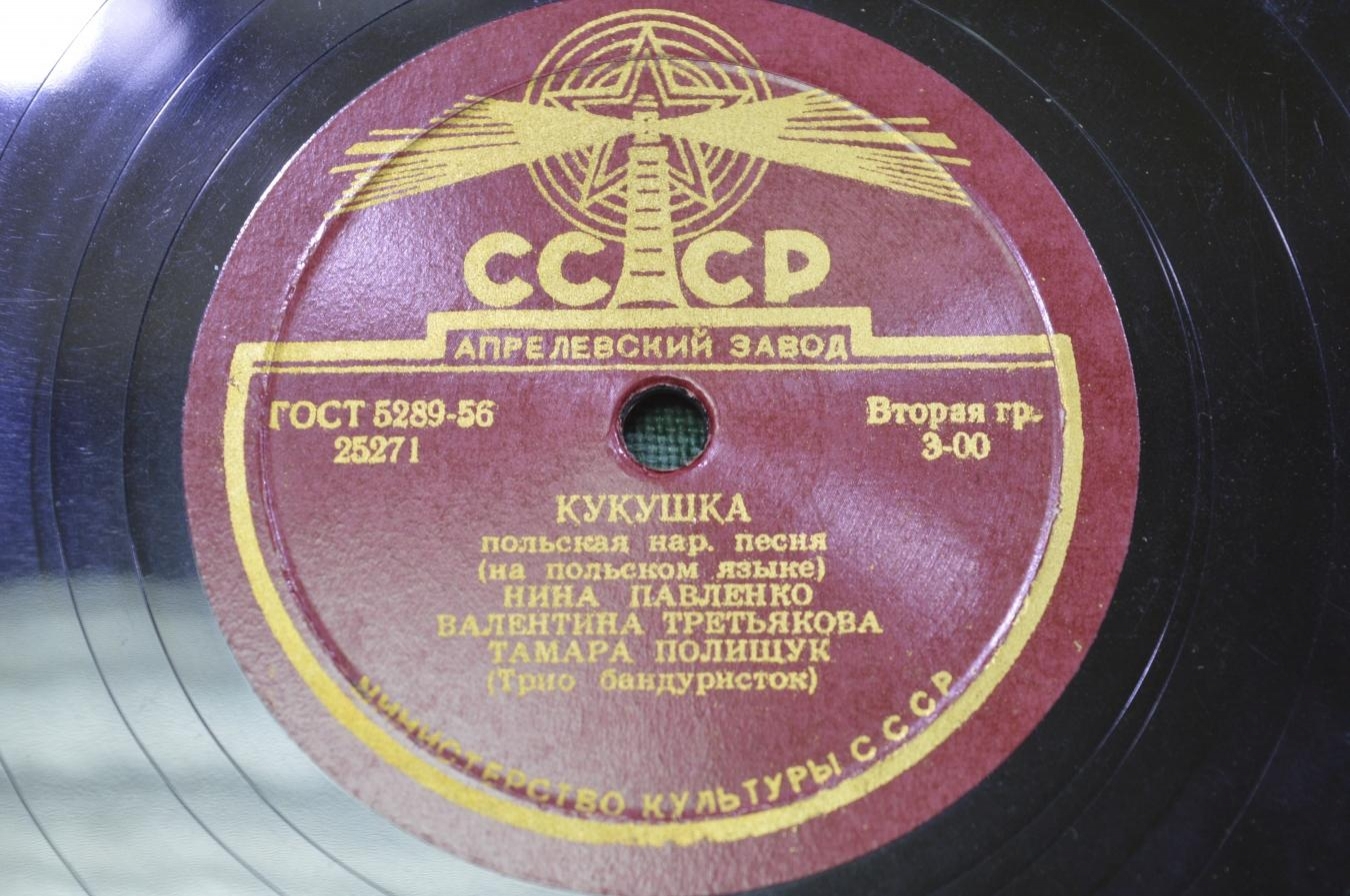 СССР
АПРЕЛЕВСКИЙ ЗАВОД
ГОСТ 5289-56
25271
Вторая гр.
3-00
КУКУШКА
польская нар. песня
(на польском языке)
НИНА ПАВЛЕНКО
ВАЛЕНТИНА ТРЕТЬЯКОВА
ТАМАРА ПОЛИЩУК
(Трио бандуристок)
МИНИСТЕРСТВО КУЛЬТУРЫ СССР